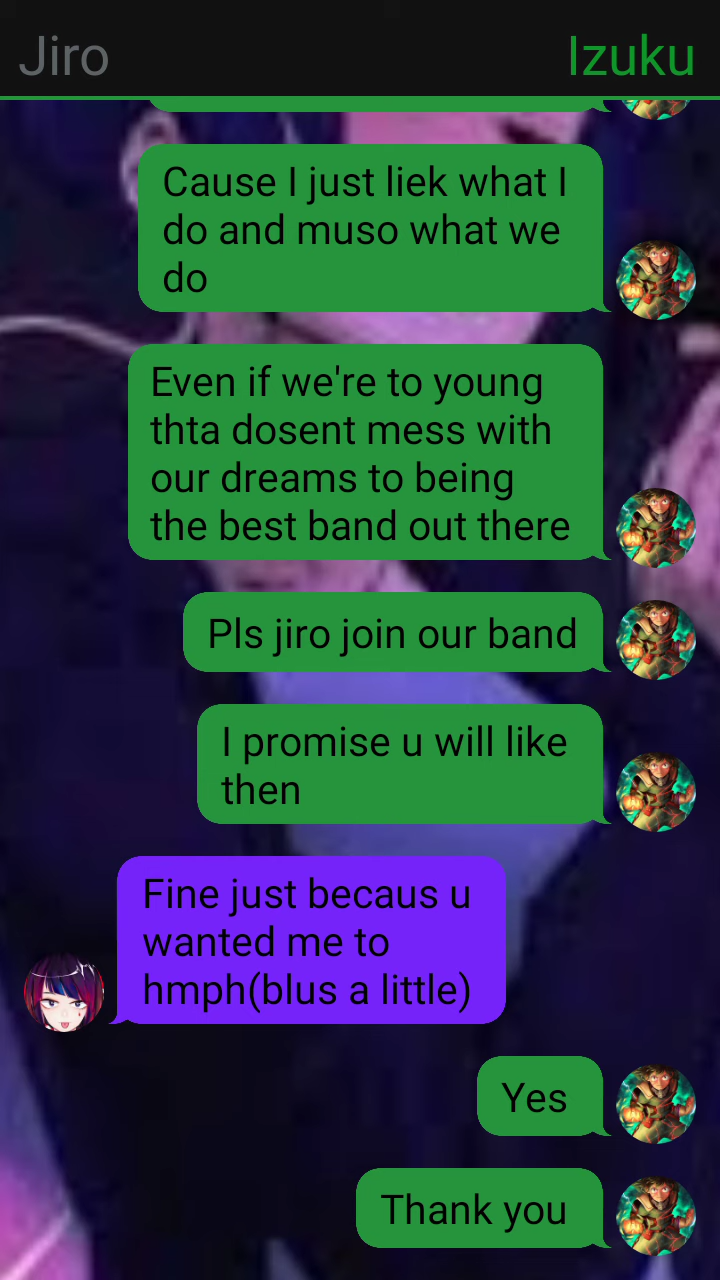 Jiro
Izuku
Cause I just liek what I
do and muso what we
do
Even if we're to young
thta dosent mess with
our dreams to being
the best band out there
Pls jiro join our band
I promise u will like
then
Fine just becaus u
wanted me to
hmph(blus a little)
Yes
Thank you